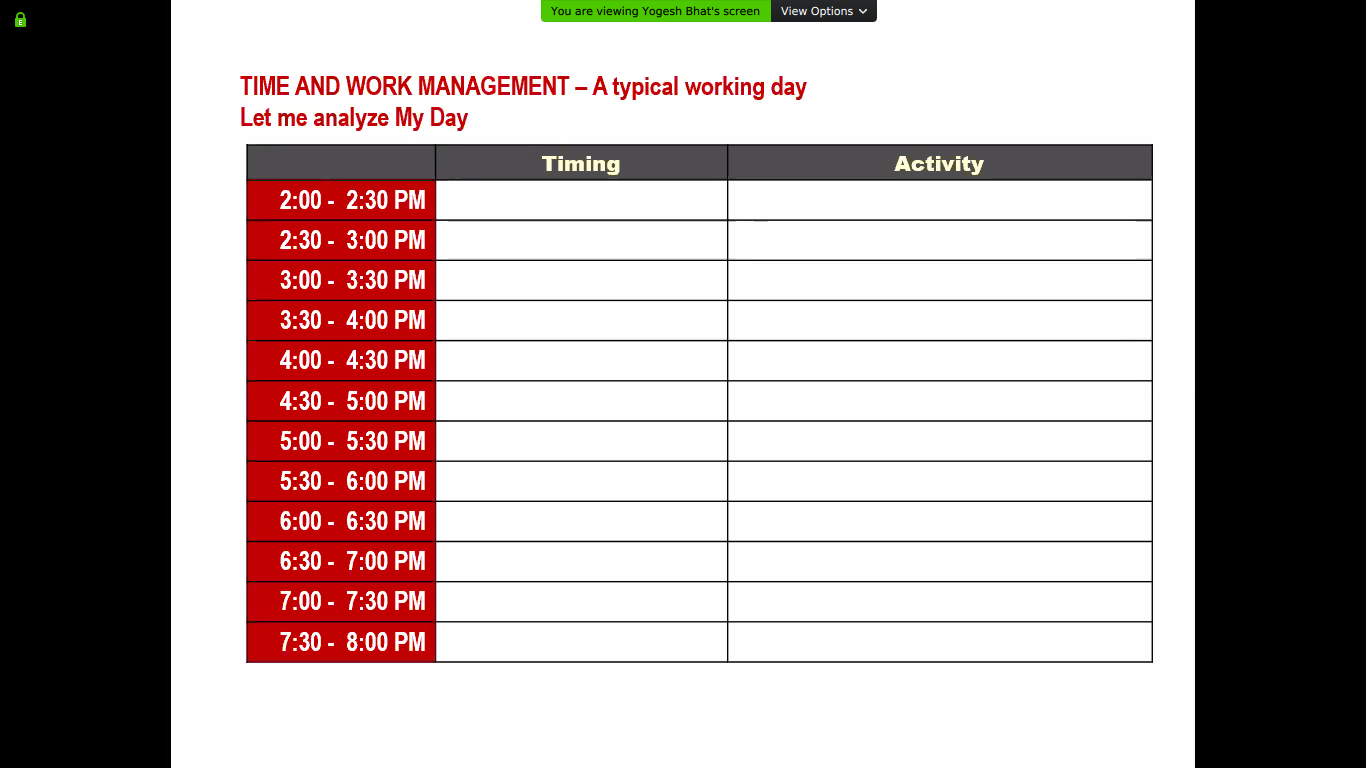 You are viewing Yogesh Bhat's screen View Options
TIME AND WORK MANAGEMENT – A typical working day
Let me analyze My Day
Timing Activity
2:00 - 2:30 PM
2:30 - 3:00 PM
3:00 - 3:30 PM
3:30 - 4:00 PM
4:00 - 4:30 PM
4:30 - 5:00 PM
5:00 - 5:30 PM
5:30 - 6:00 PM
6:00 - 6:30 PM
6:30 - 7:00 PM
7:00 - 7:30 PM
7:30 - 8:00 PM